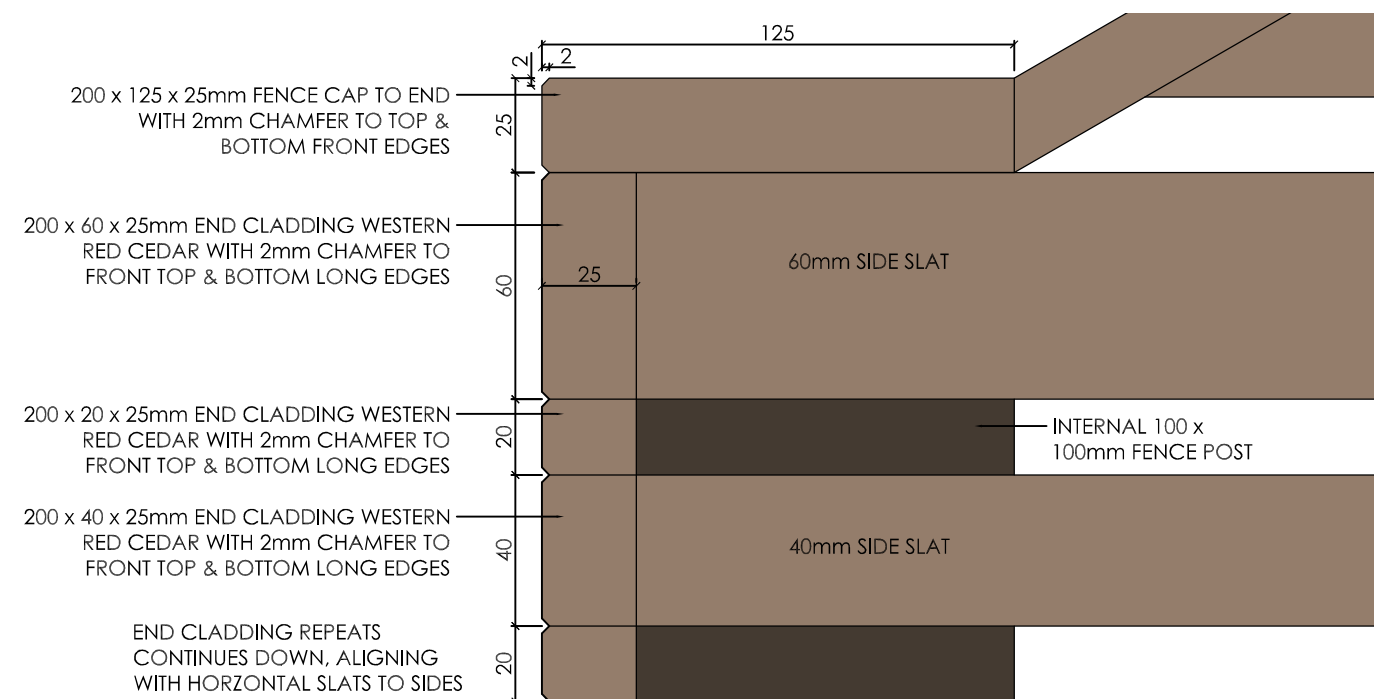 125
2
2
200 x 125 x 25mm FENCE CAP TO END
WITH 2mm CHAMFER TO TOP &
BOTTOM FRONT EDGES
25
200 x 60 x 25mm END CLADDING WESTERN
RED CEDAR WITH 2mm CHAMFER TO
FRONT TOP & BOTTOM LONG EDGES
60
25
60mm SIDE SLAT
200 x 20 x 25mm END CLADDING WESTERN
RED CEDAR WITH 2mm CHAMFER TO
FRONT TOP & BOTTOM LONG EDGES
20
INTERNAL 100 x
100mm FENCE POST
200 x 40 x 25mm END CLADDING WESTERN
RED CEDAR WITH 2mm CHAMFER TO
FRONT TOP & BOTTOM LONG EDGES
40
40mm SIDE SLAT
END CLADDING REPEATS
CONTINUES DOWN, ALIGNING
WITH HORZONTAL SLATS TO SIDES
20